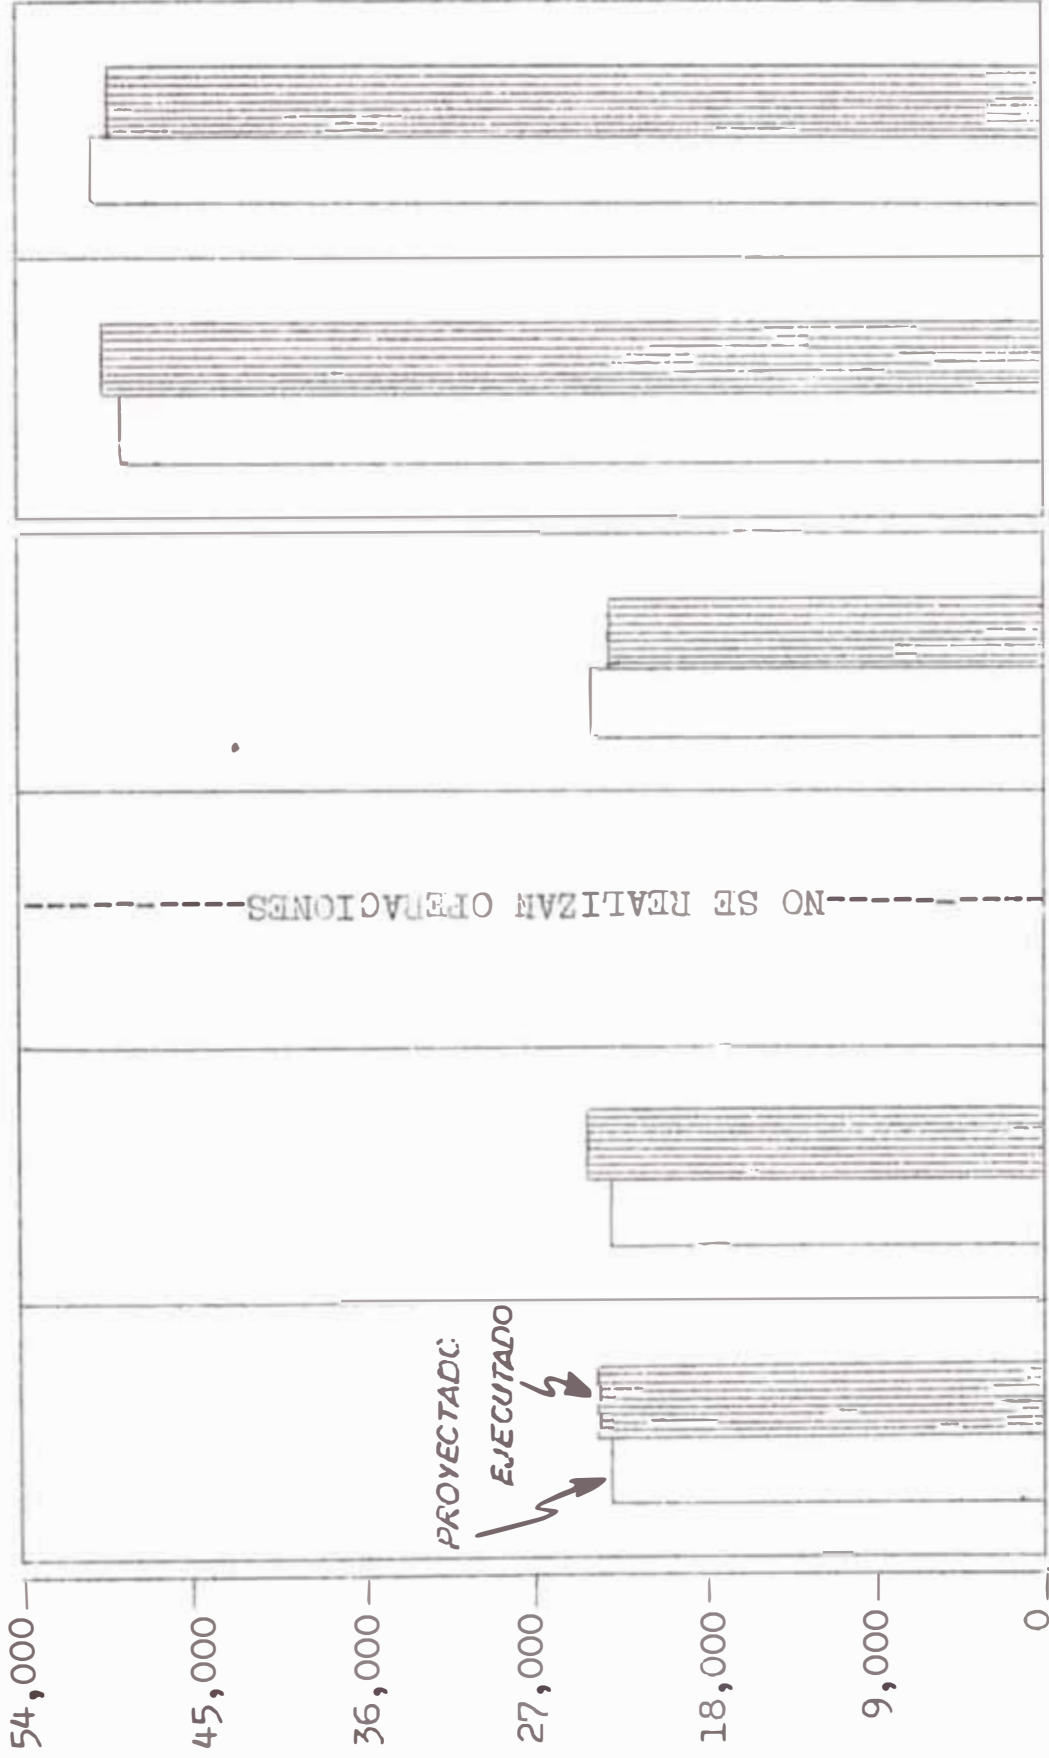 54,000
45,000
36,000
27,000
18,000
9,000
0
PROYECTADO
EJECUTADO
NO SE REALIZAN OPERACIONES